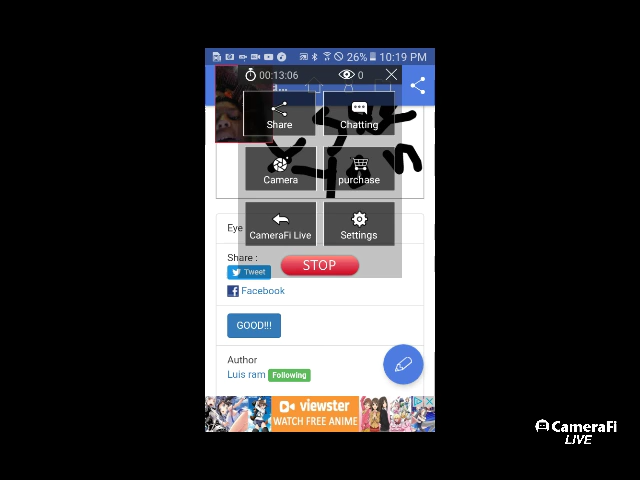 26% 10:19 PM
00:13:06 0
Share Chatting
Camera purchase
CameraFi Live Settings
Eye
STOP
Share :
Tweet
Facebook
GOOD!!!
Author
Luis ram Following
viewster
WATCH FREE ANIME
CameraFi
LIVE